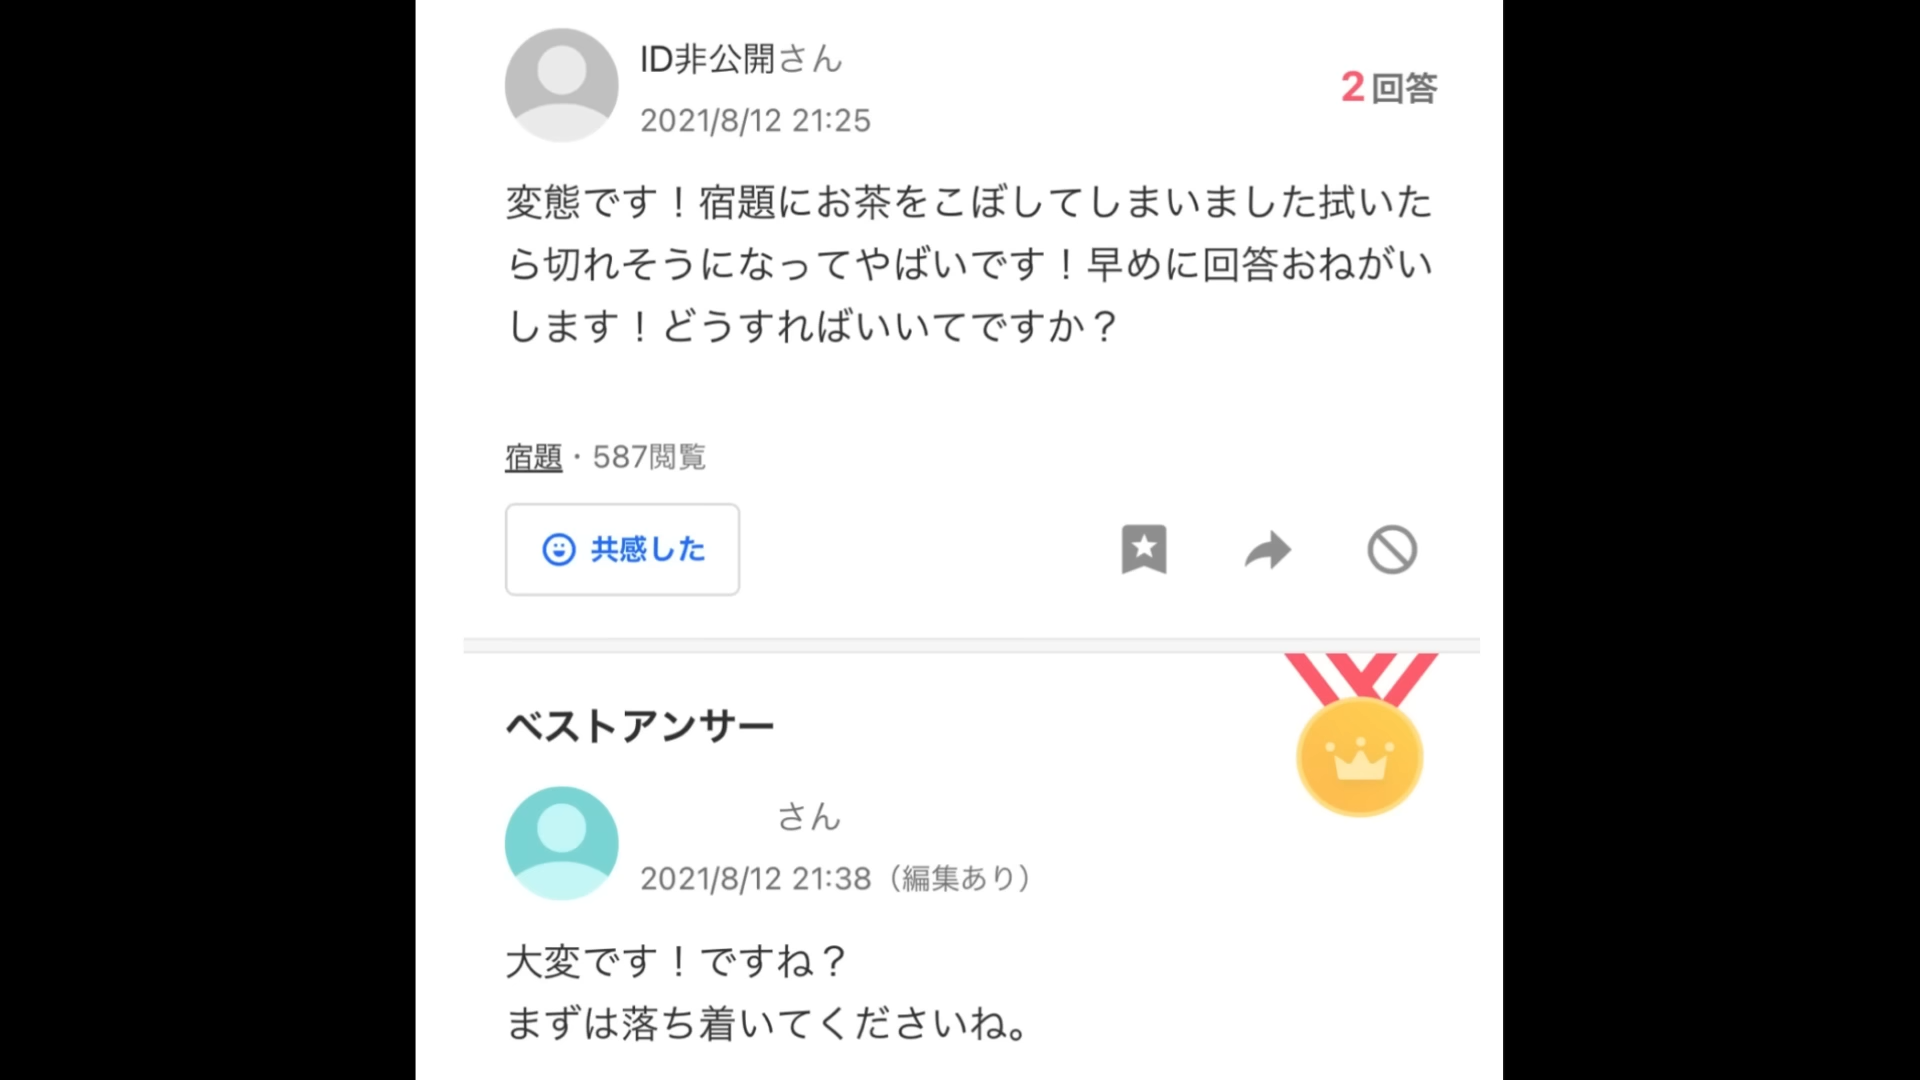 ID非公開さん
2021/8/12 21:25
2回答
変態です！宿題にお茶をこぼしてしまいました拭いた
ら切れそうになってやばいです！早めに回答おねがい
します！どうすればいいてですか？
宿題・587閲覧
共感した
ベストアンサー
さん
2021/8/12 21:38（編集あり）
大変です！ですね？
まずは落ち着いてくださいね。